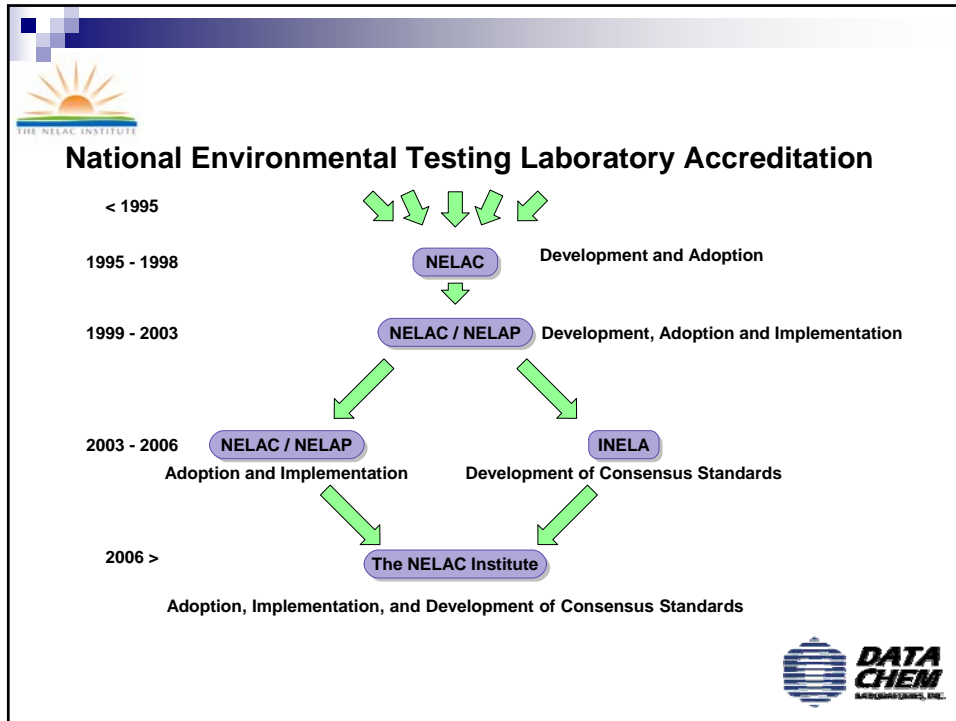 THE NELAC INSTITUTE
National Environmental Testing Laboratory Accreditation
< 1995
1995 - 1998
NELAC
Development and Adoption
1999 - 2003
NELAC / NELAP
Development, Adoption and Implementation
2003 - 2006
NELAC / NELAP
INELA
Adoption and Implementation
Development of Consensus Standards
2006 >
The NELAC Institute
Adoption, Implementation, and Development of Consensus Standards
DATA
CHEM
LABORATORIES, INC.